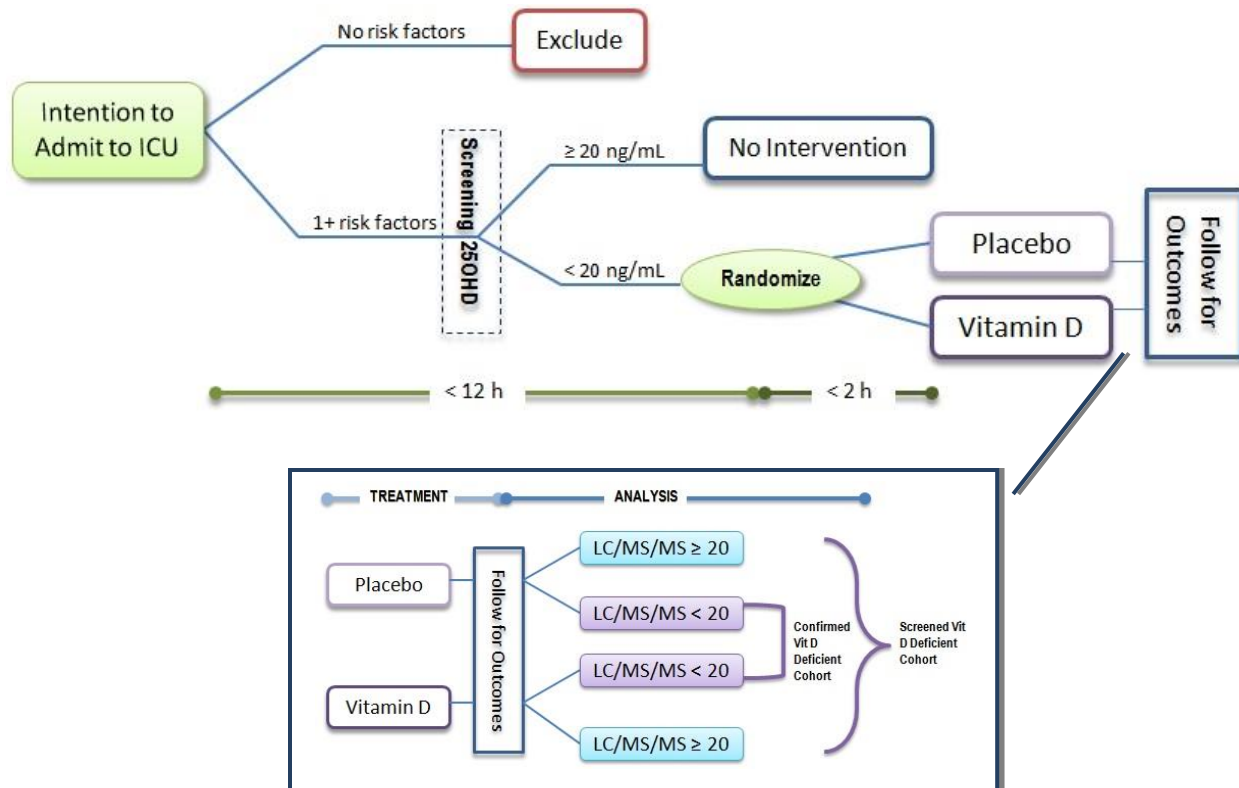 No risk factors
Exclude
Intention to
Admit to ICU
Screening 25OHD
≥ 20 ng/mL
No Intervention
1+ risk factors
< 20 ng/mL
Randomize
Placebo
Vitamin D
Follow for
Outcomes
< 12 h
< 2 h
TREATMENT
ANALYSIS
Placebo
Vitamin D
Follow for Outcomes
LC/MS/MS ≥ 20
LC/MS/MS < 20
LC/MS/MS < 20
LC/MS/MS ≥ 20
Confirmed
Vit D
Deficient
Cohort
Screened Vit
D Deficient
Cohort